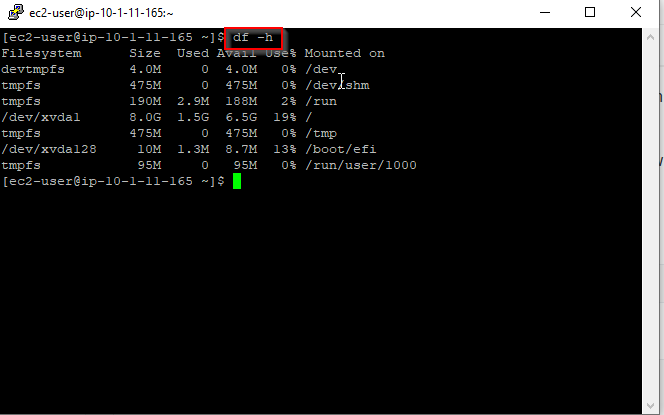 ec2-user@ip-10-1-11-165:~
[ec2-user@ip-10-1-11-165 ~]$ df -h
Filesystem      Size  Used Avail Use% Mounted on
devtmpfs        4.0M     0  4.0M   0% /dev
tmpfs           475M     0  475M   0% /dev/shm
tmpfs           190M  2.9M  188M   2% /run
/dev/xvda1      8.0G  1.5G  6.5G  19% /
tmpfs           475M     0  475M   0% /tmp
/dev/xvda128     10M  1.3M  8.7M  13% /boot/efi
tmpfs            95M     0   95M   0% /run/user/1000
[ec2-user@ip-10-1-11-165 ~]$